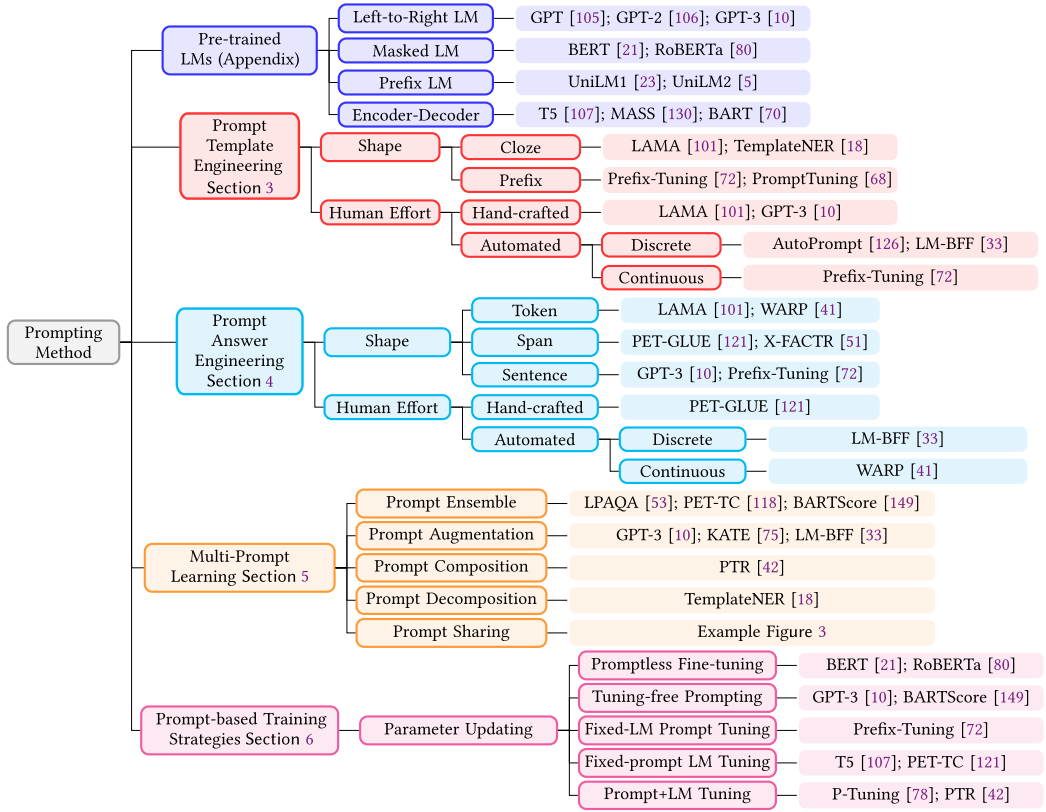 Prompting
Method
Pre-trained
LMs (Appendix)
Left-to-Right LM
GPT [105]; GPT-2 [106]; GPT-3 [10]
Masked LM
BERT [21]; RoBERTa [80]
Prefix LM
UniLM1 [23]; UniLM2 [5]
Encoder-Decoder
T5 [107]; MASS [130]; BART [70]
Prompt
Template
Engineering
Section 3
Shape
Cloze
LAMA [101]; TemplateNER [18]
Prefix
Prefix-Tuning [72]; PromptTuning [68]
Human Effort
Hand-crafted
LAMA [101]; GPT-3 [10]
Automated
Discrete
AutoPrompt [126]; LM-BFF [33]
Continuous
Prefix-Tuning [72]
Prompt
Answer
Engineering
Section 4
Shape
Token
LAMA [101]; WARP [41]
Span
PET-GLUE [121]; X-FACTR [51]
Sentence
GPT-3 [10]; Prefix-Tuning [72]
Human Effort
Hand-crafted
PET-GLUE [121]
Automated
Discrete
LM-BFF [33]
Continuous
WARP [41]
Multi-Prompt
Learning Section 5
Prompt Ensemble
LPAQA [53]; PET-TC [118]; BARTScore [149]
Prompt Augmentation
GPT-3 [10]; KATE [75]; LM-BFF [33]
Prompt Composition
PTR [42]
Prompt Decomposition
TemplateNER [18]
Prompt Sharing
Example Figure 3
Prompt-based Training
Strategies Section 6
Parameter Updating
Promptless Fine-tuning
BERT [21]; RoBERTa [80]
Tuning-free Prompting
GPT-3 [10]; BARTScore [149]
Fixed-LM Prompt Tuning
Prefix-Tuning [72]
Fixed-prompt LM Tuning
T5 [107]; PET-TC [121]
Prompt+LM Tuning
P-Tuning [78]; PTR [42]